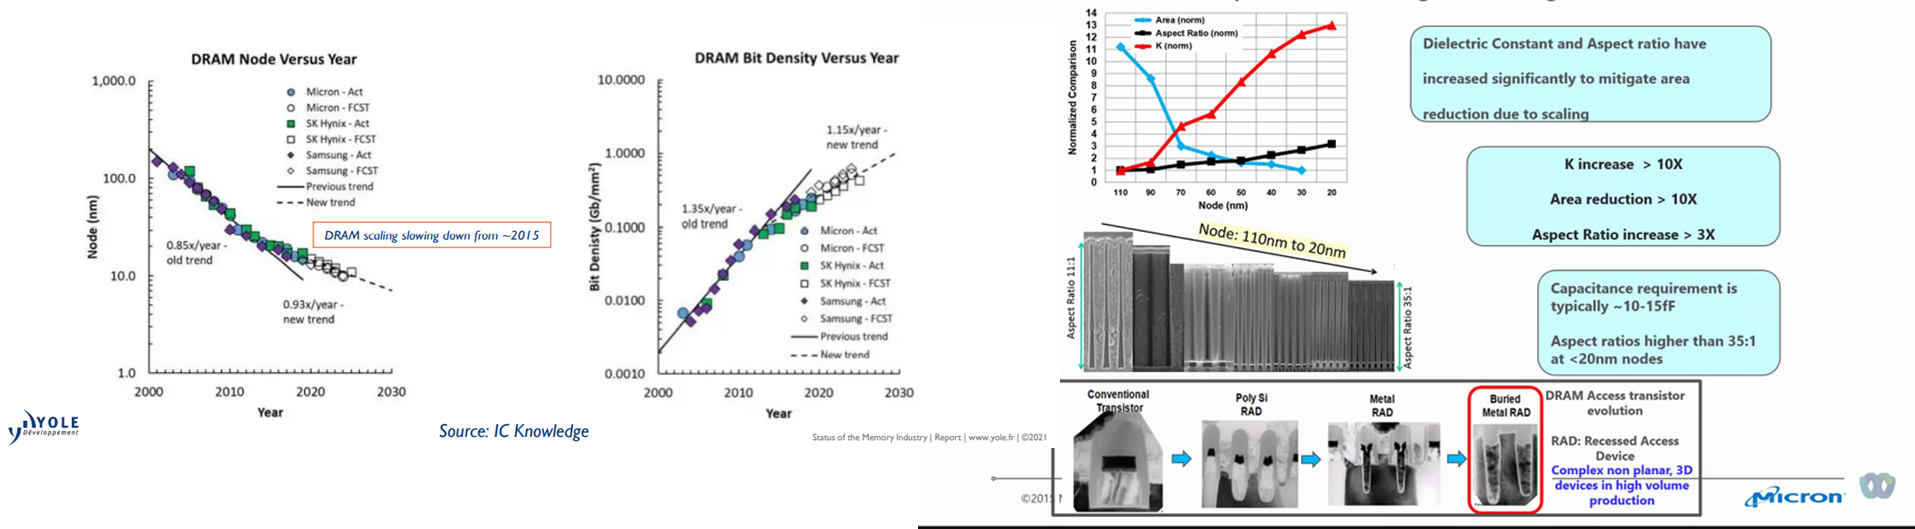 DRAM Node Versus Year
1,000.0
100.0
10.0
1.0
Node (nm)
Micron - Act
Micron - FCST
SK Hynix - Act
SK Hynix - FCST
Samsung - Act
Samsung - FCST
Previous trend
New trend
DRAM scaling slowing down from ~2015
0.85x/year -
old trend
0.93x/year -
new trend
2000 2010 2020 2030
Year
YOLE
Développement
Source: IC Knowledge
DRAM Bit Density Versus Year
10.0000
1.0000
0.1000
0.0100
0.0010
Bit Denisty (Gb/mm²)
1.15x/year -
new trend
1.35x/year -
old trend
Micron - Act
Micron - FCST
SK Hynix - Act
SK Hynix - FCST
Samsung - Act
Samsung - FCST
Previous trend
New trend
2000 2010 2020 2030
Year
Status of the Memory Industry | Report | www.yole.fr | ©2021
14
13
12
11
10
9
8
7
6
5
4
3
2
1
0
Normalized Comparison
Area (norm)
Aspect Ratio (norm)
K (norm)
110 90 70 60 50 40 30 20
Node (nm)
Dielectric Constant and Aspect ratio have
increased significantly to mitigate area
reduction due to scaling
K increase > 10X
Area reduction > 10X
Aspect Ratio increase > 3X
Node: 110nm to 20nm
Aspect Ratio 11:1
Aspect Ratio 35:1
Capacitance requirement is
typically ~10-15fF
Aspect ratios higher than 35:1
at <20nm nodes
Conventional
Transistor
Poly Si
RAD
Metal
RAD
Buried
Metal RAD
DRAM Access transistor
evolution
RAD: Recessed Access
Device
Complex non planar, 3D
devices in high volume
production
©2015
Micron